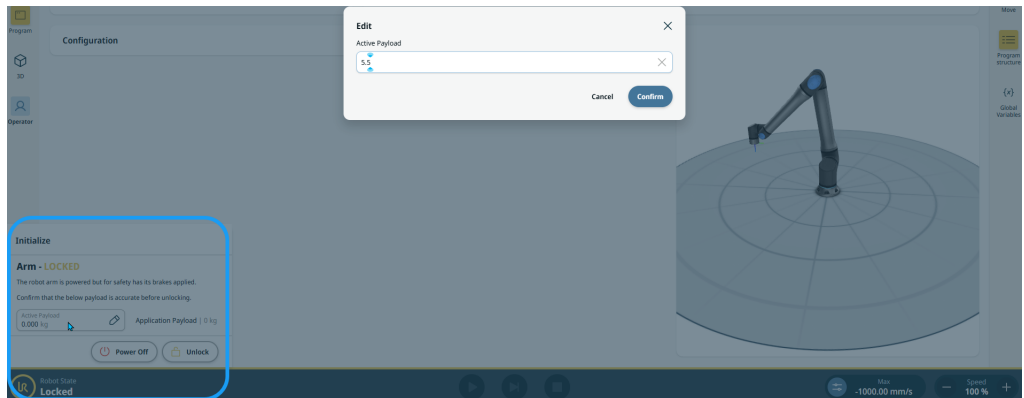 Program
3D
Operator
Configuration
Edit
Active Payload
5.5
Cancel
Confirm
Move
Program
structure
{x}
Global
Variables
Initialize
Arm - LOCKED
The robot arm is powered but for safety has its brakes applied.
Confirm that the below payload is accurate before unlocking.
Active Payload
0.000 kg
Application Payload | 0 kg
Power Off
Unlock
UR
Robot State
Locked
Max
-1000.00 mm/s
Speed
100 %